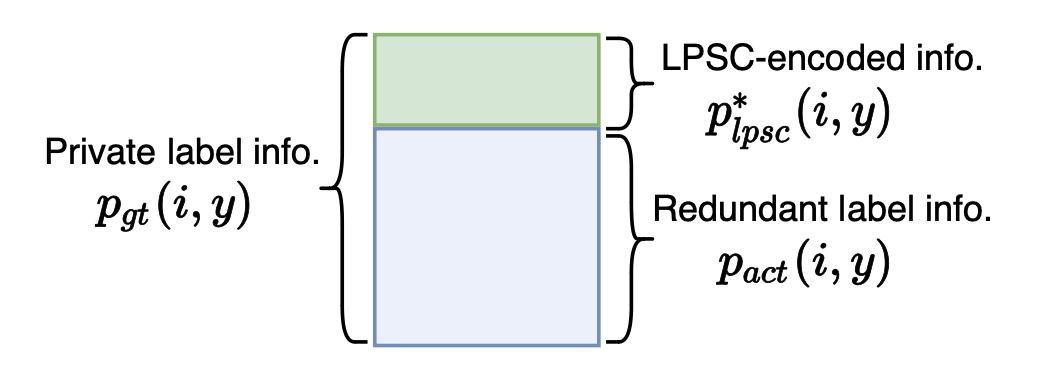 Private label info.
p_{gt}(i, y)
LPSC-encoded info.
p^*_{lpsc}(i, y)
Redundant label info.
p_{act}(i, y)